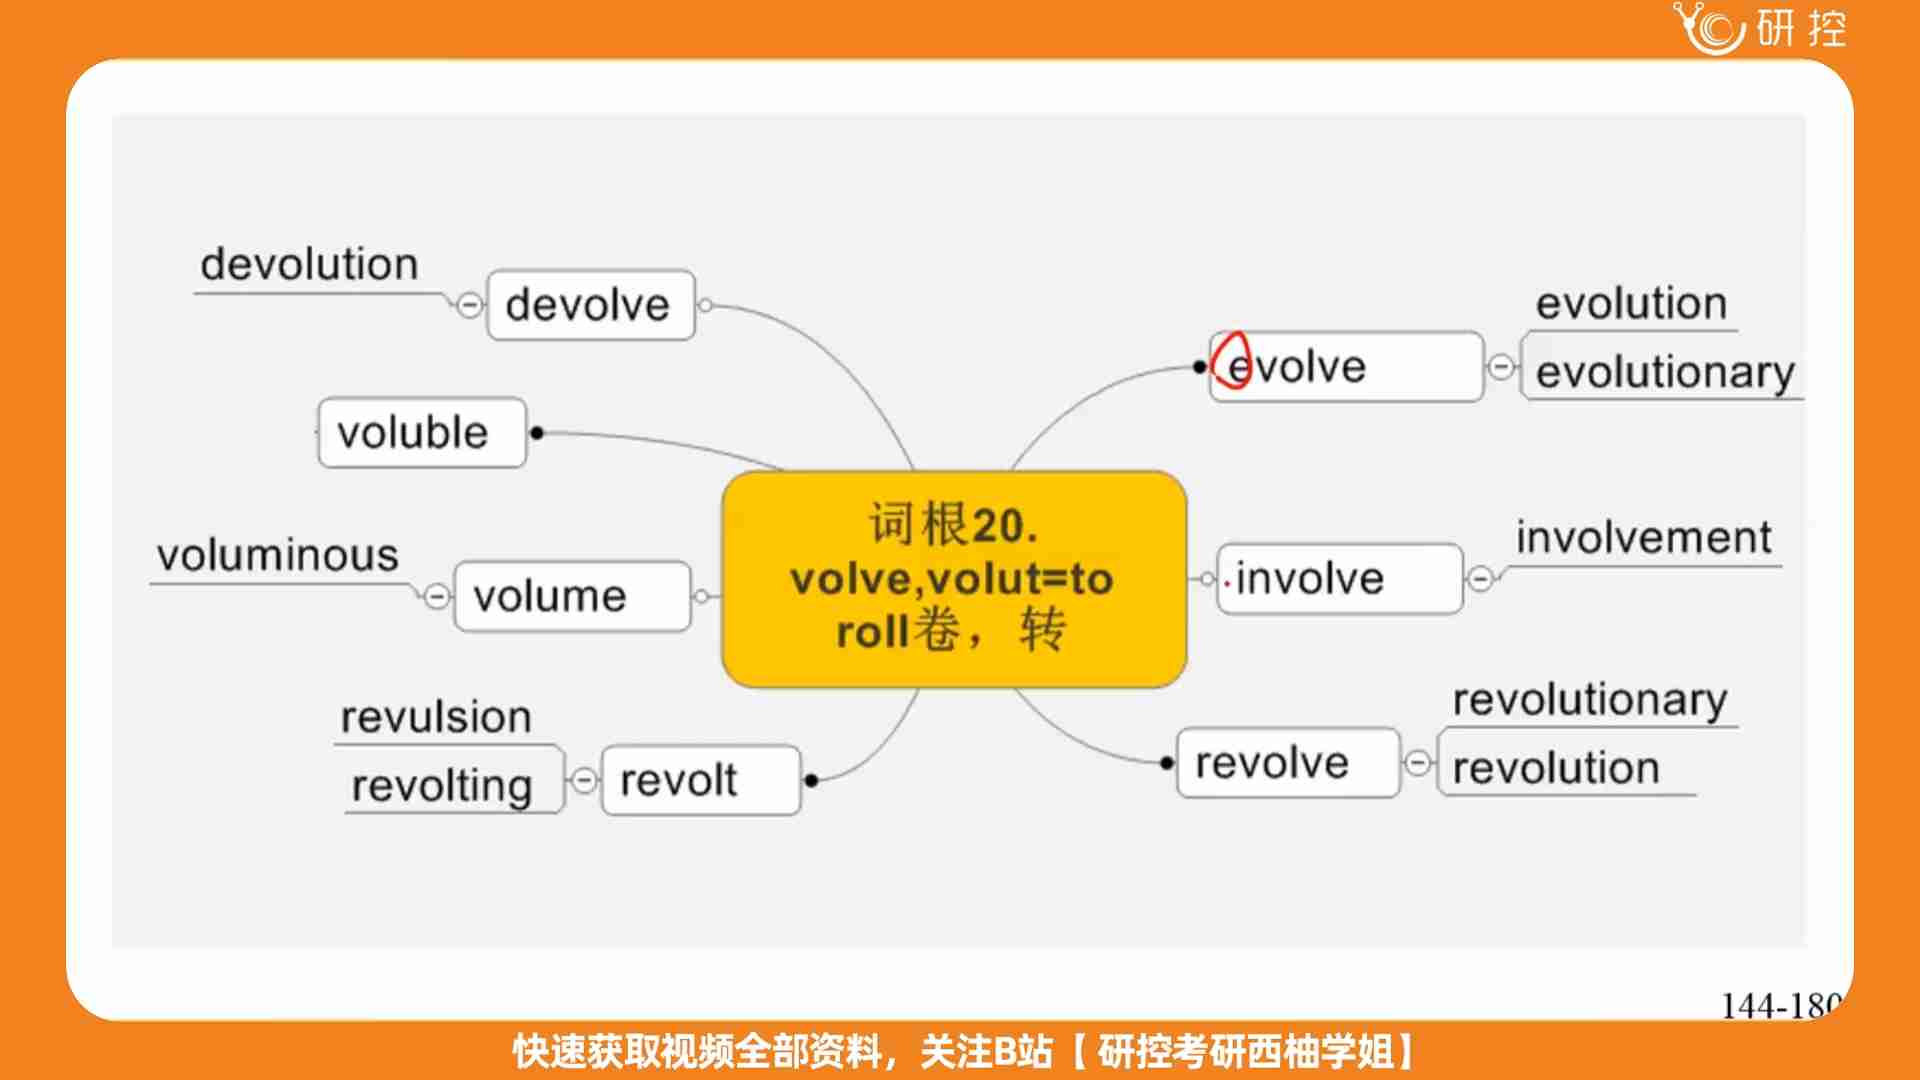 研控
devolution
devolve
voluble
voluminous
volume
revulsion
revolting
revolt
词根20.
volve,volut=to
roll卷，转
evolve
evolution
evolutionary
involve
involvement
revolve
revolutionary
revolution
144-180
快速获取视频全部资料，关注B站【研控考研西柚学姐】